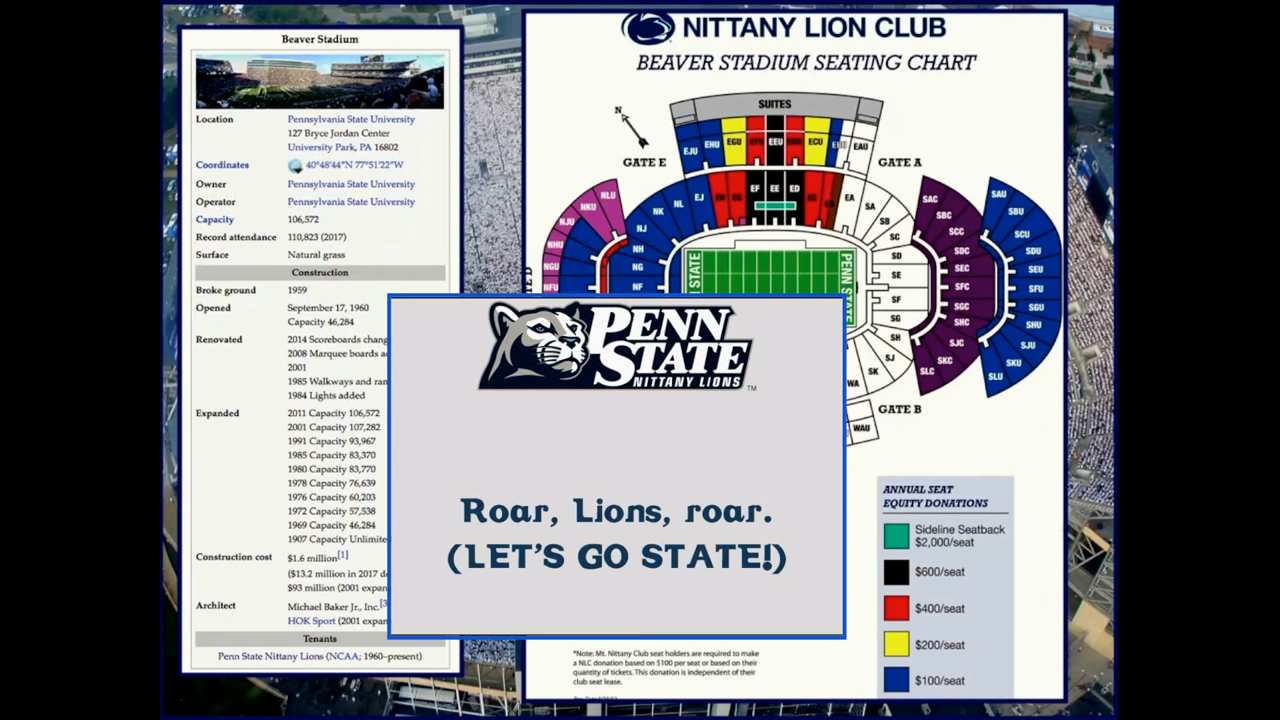 Beaver Stadium
Location Pennsylvania State University
127 Bryce Jordan Center
University Park, PA 16802
Coordinates 40°48′44″N 77°51′22″W
Owner Pennsylvania State University
Operator Pennsylvania State University
Capacity 106,572
Record attendance 110,823 (2017)
Surface Natural grass
Construction
Broke ground 1959
Opened September 17, 1960
Capacity 46,284
Renovated 2014 Scoreboards chang
2008 Marquee boards a
2001
1985 Walkways and ran
1984 Lights added
Expanded 2011 Capacity 106,572
2001 Capacity 107,282
1991 Capacity 93,967
1985 Capacity 83,370
1980 Capacity 83,770
1978 Capacity 76,639
1976 Capacity 60,203
1972 Capacity 57,538
1969 Capacity 46,284
1907 Capacity Unlimite
Construction cost $1.6 million[1]
($13.2 million in 2017 d
$93 million (2001 expan
Architect Michael Baker Jr., Inc.[3
HOK Sport (2001 expan
Tenants
Penn State Nittany Lions (NCAA; 1960–present)
NITTANY LION CLUB
BEAVER STADIUM SEATING CHART
SUITES
N
GATE E
GATE A
EJU EHU EGU EEU ECU EAU
NLU NKU NJU NHU NGU NFU
NK NL EJ EF EE ED EA SA
NJ NH NG NF
SB SC SD SE SF SG SH SJ SK
SAC SBC SCC SDC SEC SFC SGC SHC SJC SKC SLC
SAU SBU SCU SDU SEU SFU SGU SHU SJU SKU SLU
STATE
PENN STATE
WA
WAU
GATE B
PENN
STATE
NITTANY LIONS
TM
Roar, Lions, roar.
(LET'S GO STATE!)
ANNUAL SEAT
EQUITY DONATIONS
Sideline Seatback
$2,000/seat
$600/seat
$400/seat
$200/seat
$100/seat
*Note: Mt. Nittany Club seat holders are required to make
a NLC donation based on $100 per seat or based on their
quantity of tickets. This donation is independent of their
club seat lease.